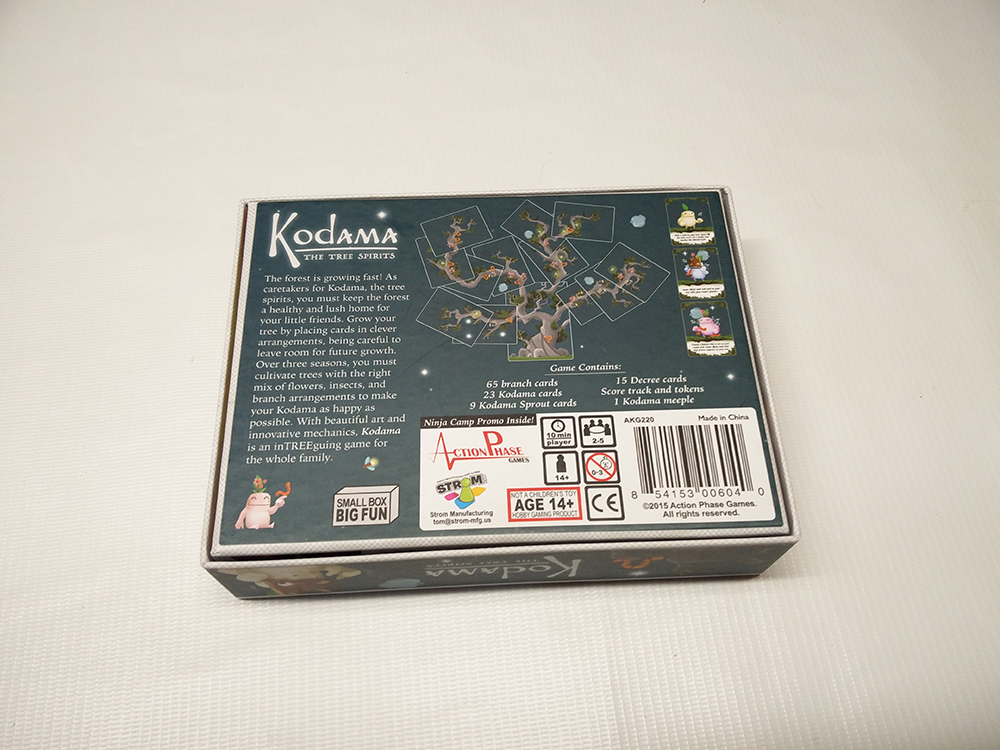 Kodama
THE TREE SPIRITS
The forest is growing fast! As
caretakers for Kodama, the tree
spirits, you must keep the forest
a healthy and lush home for
your little friends. Grow your
tree by placing cards in clever
arrangements, being careful to
leave room for future growth.
Over three seasons, you must
cultivate trees with the right
mix of flowers, insects, and
branch arrangements to make
your Kodama as happy as
possible. With beautiful art and
innovative mechanics, Kodama
is an inTREEguing game for
the whole family.
SMALL BOX
BIG FUN
Game Contains:
65 branch cards
23 Kodama cards
9 Kodama Sprout cards
15 Decree cards
Score track and tokens
1 Kodama meeple
Ninja Camp Promo Inside!
ACTION PHASE
GAMES
STROM
Strom Manufacturing
tom@strom-mfg.us
10 min
player
2-5
14+
0-3
NOT A CHILDREN'S TOY
AGE 14+
HOBBY GAMING PRODUCT
CE
AKG220
Made in China
8 54153 00604 0
©2015 Action Phase Games.
All rights reserved.
Kodama
THE TREE SPIRITS